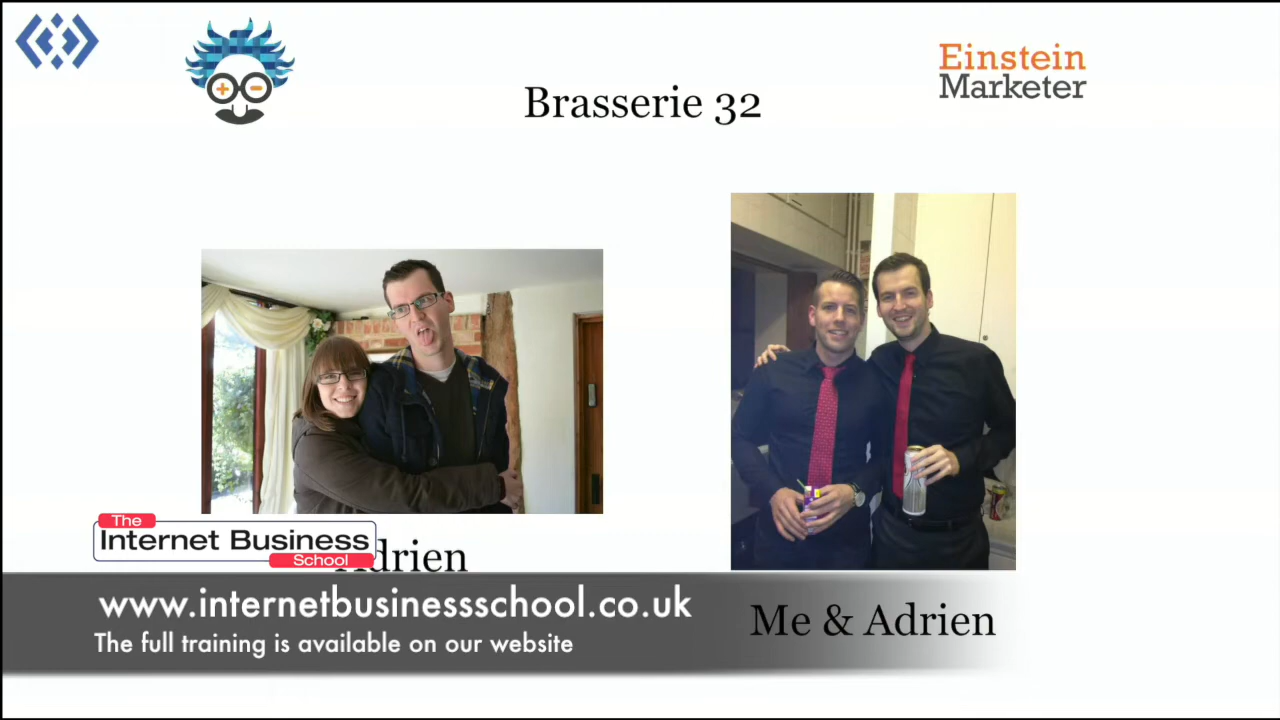 Einstein
Marketer
Brasserie 32
The
Internet Business
School
Adrien
www.internetbusinessschool.co.uk
The full training is available on our website
Me & Adrien